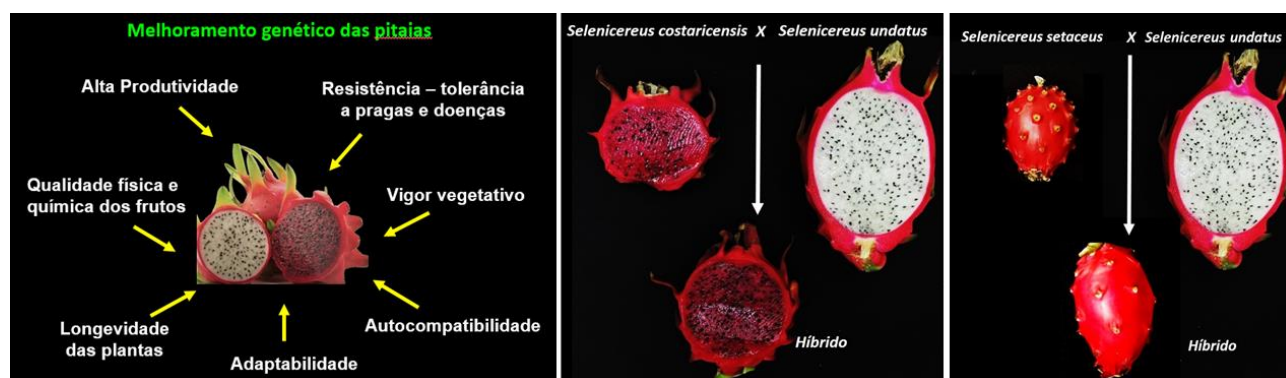 Melhoramento genético das pitaias
Alta Produtividade
Resistência – tolerância
a pragas e doenças
Qualidade física e
química dos frutos
Vigor vegetativo
Longevidade
das plantas
Adaptabilidade
Autocompatibilidade
Selenicereus costaricensis X Selenicereus undatus
Híbrido
Selenicereus setaceus X Selenicereus undatus
Híbrido